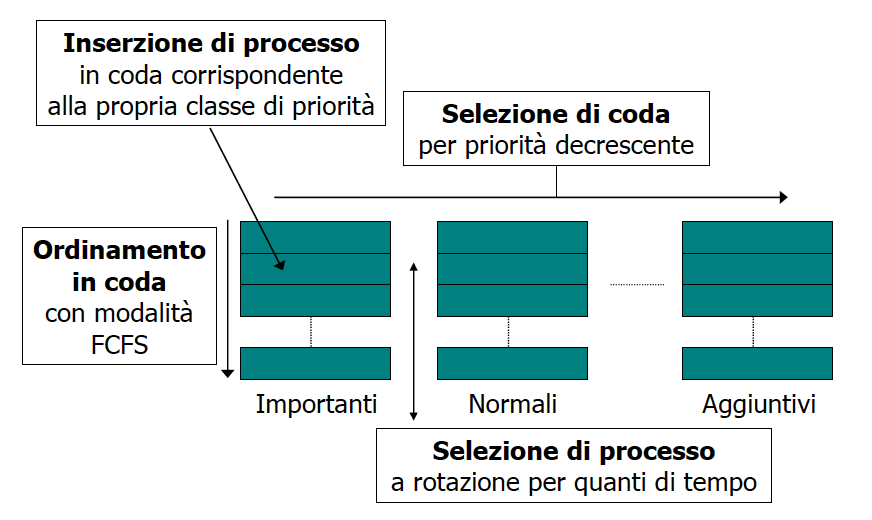 Inserzione di processo
in coda corrispondente
alla propria classe di priorità
Selezione di coda
per priorità decrescente
Ordinamento
in coda
con modalità
FCFS
Importanti
Normali
Aggiuntivi
Selezione di processo
a rotazione per quanti di tempo